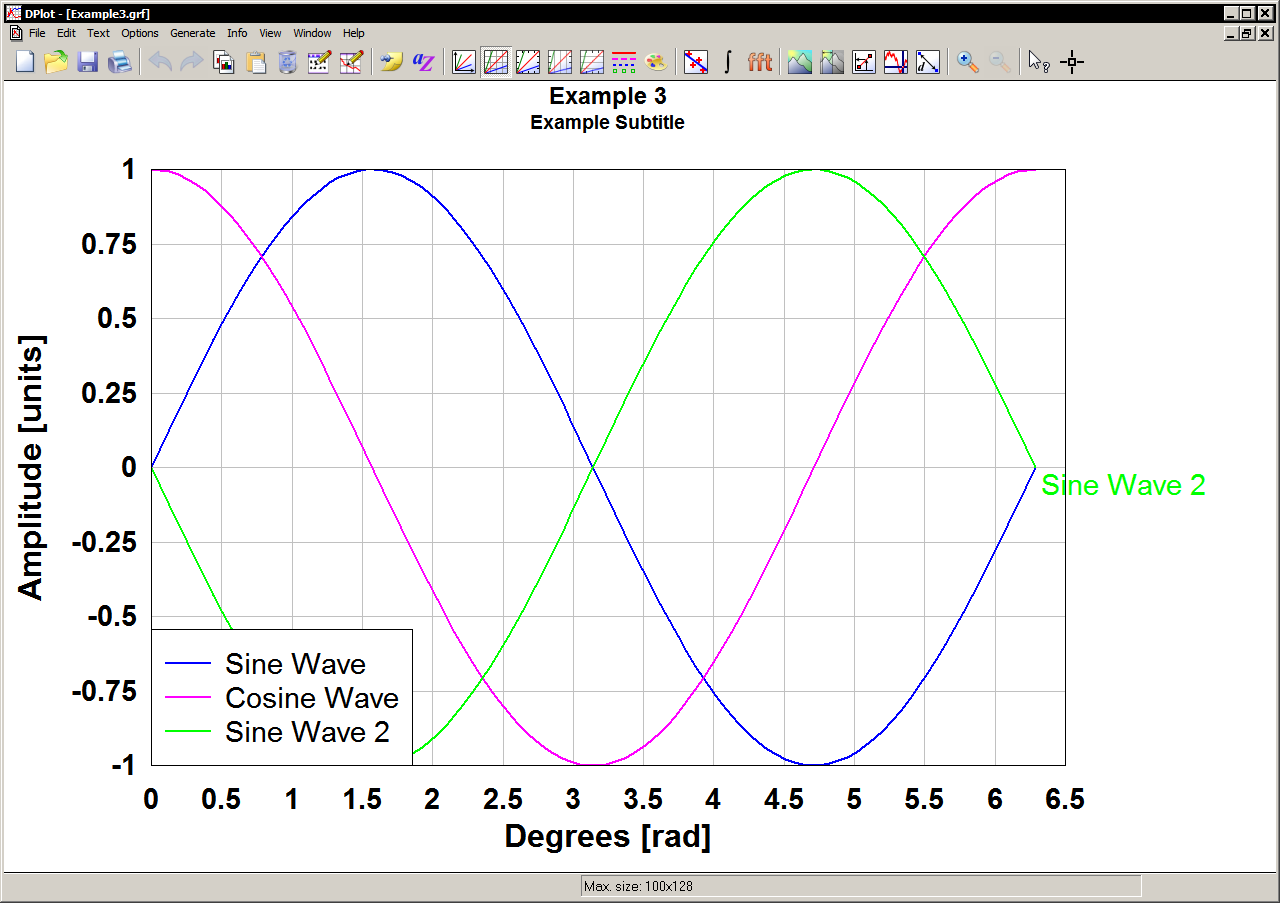 DPlot - [Example3.grf]
File Edit Text Options Generate Info View Window Help
aZ ∫ fft d ?
Example 3
Example Subtitle
1
0.75
0.5
0.25
0
-0.25
-0.5
-0.75
-1
Amplitude [units]
Sine Wave 2
Sine Wave
Cosine Wave
Sine Wave 2
0 0.5 1 1.5 2 2.5 3 3.5 4 4.5 5 5.5 6 6.5
Degrees [rad]
Max. size: 100x128